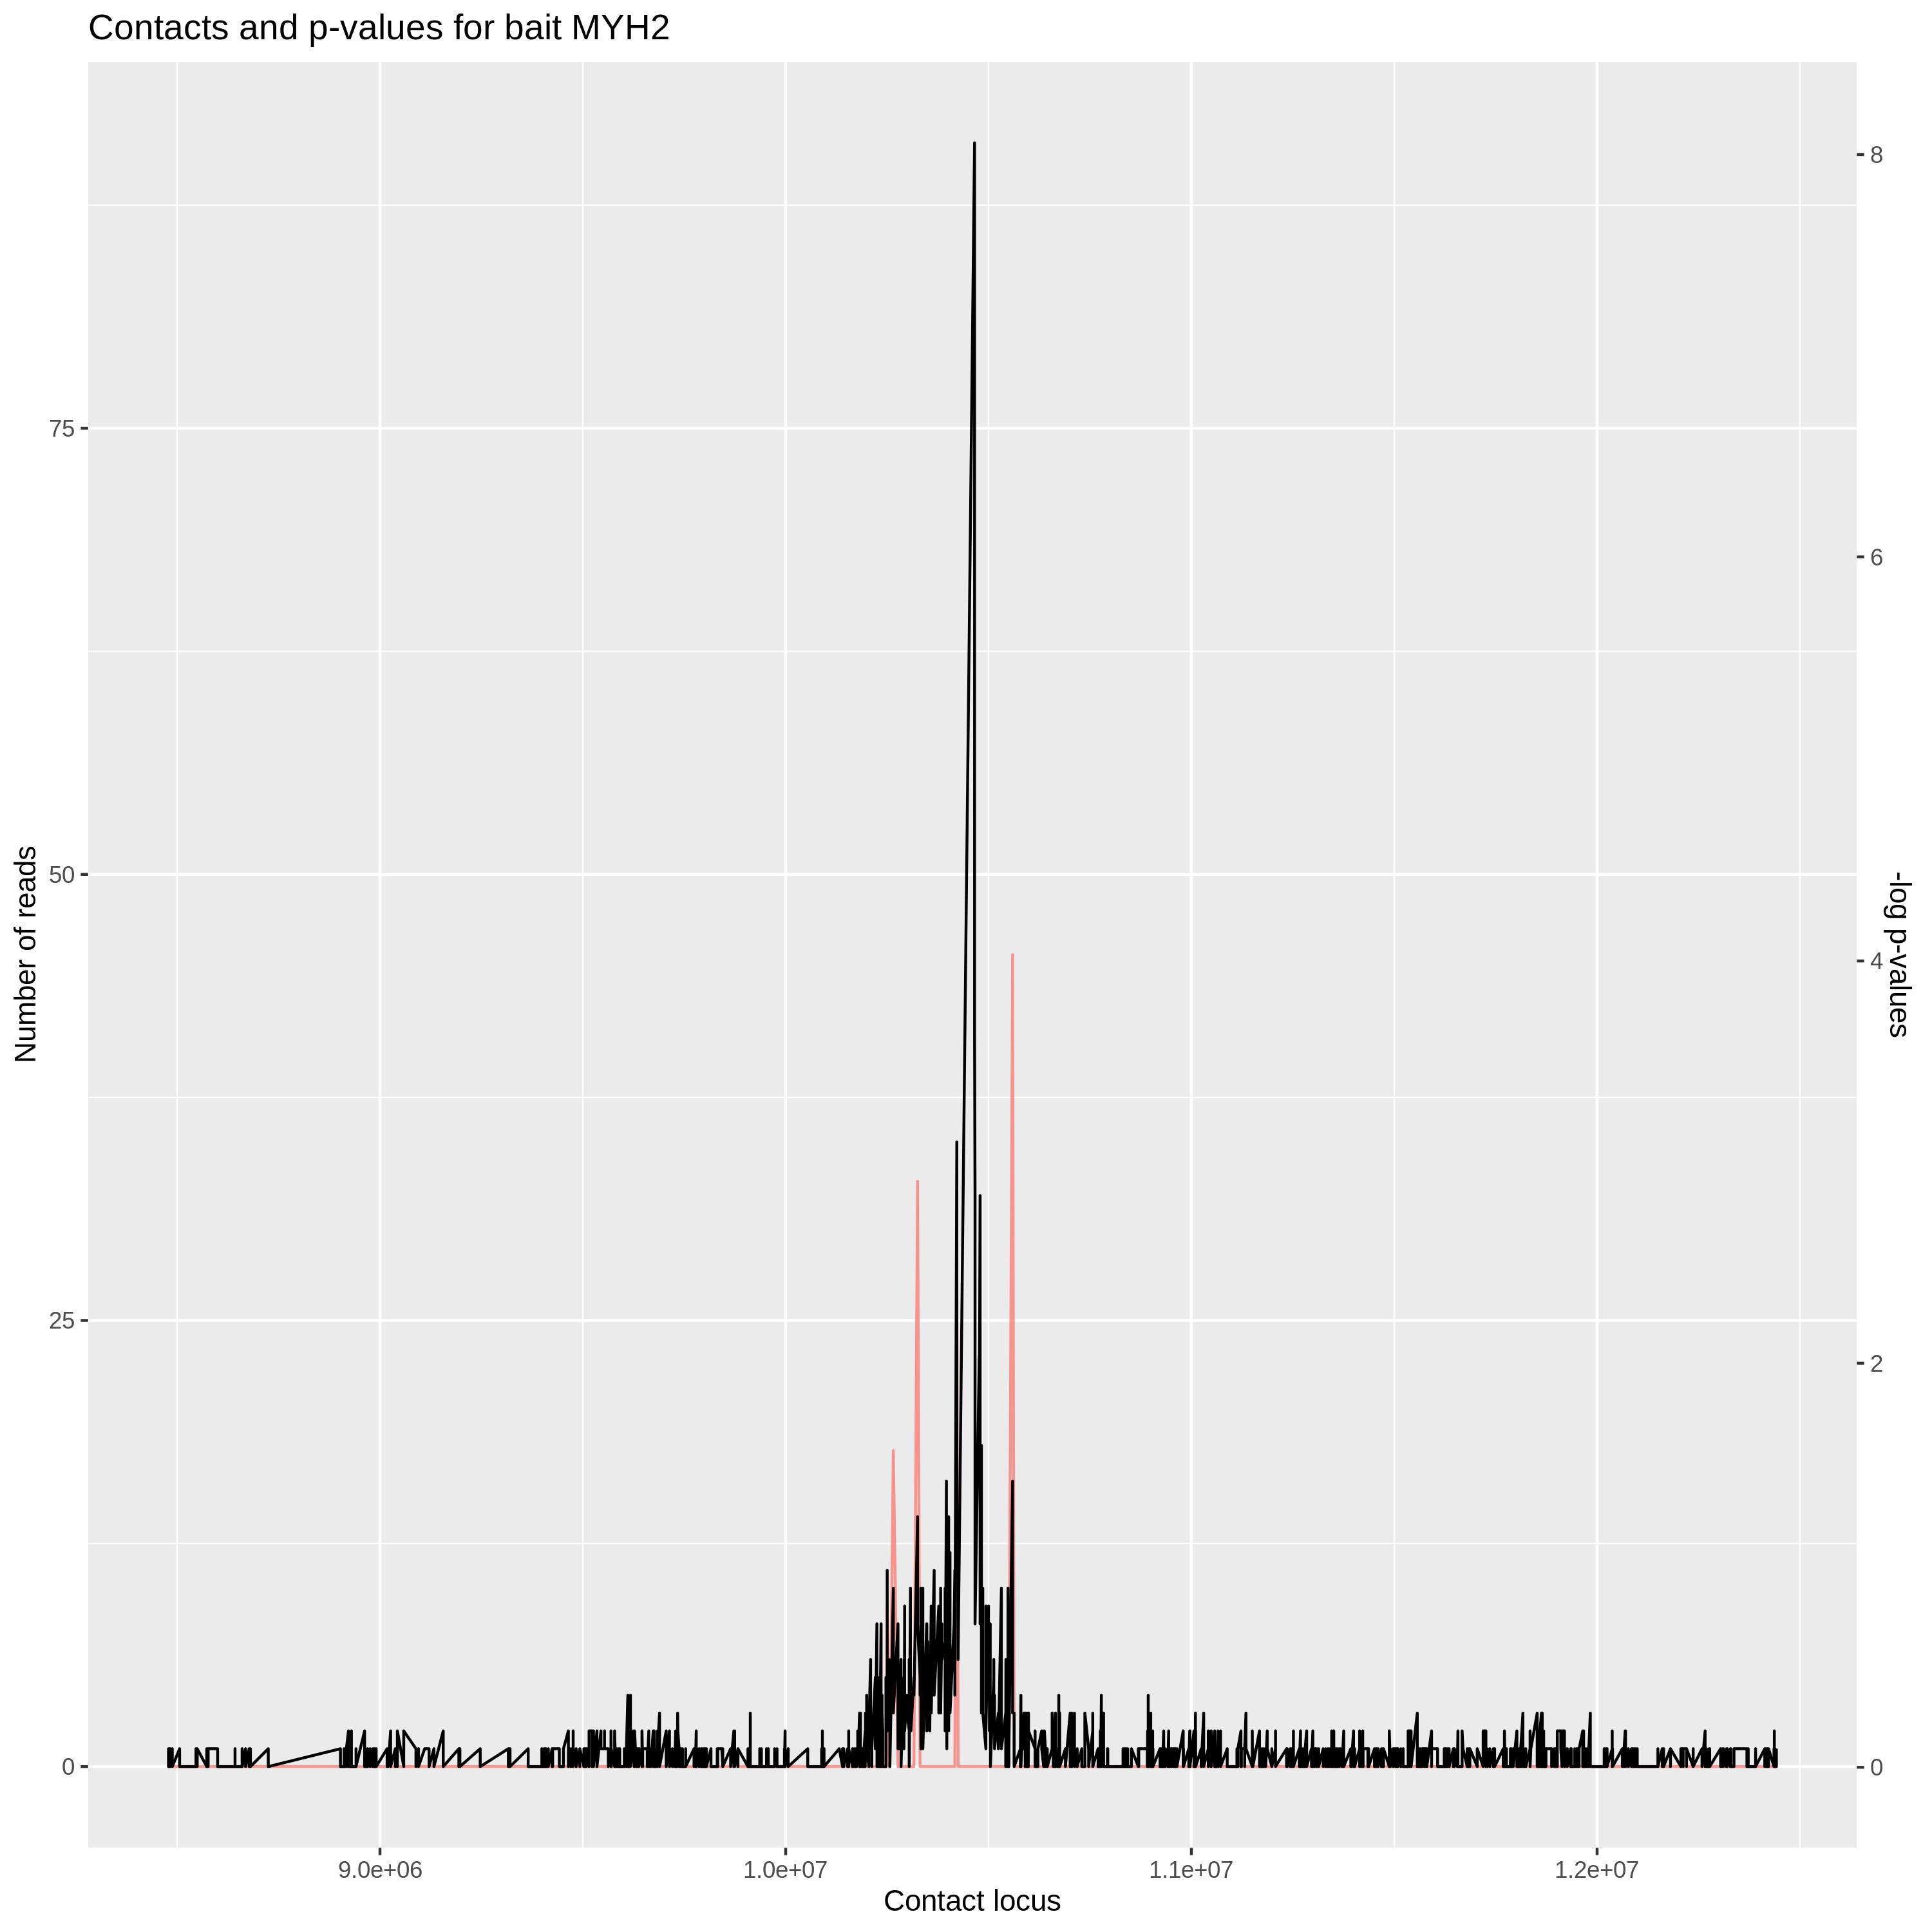 Contacts and p-values for bait MYH2
Number of reads
75
50
25
0
8
6
4
2
0
-log p-values
9.0e+06
1.0e+07
1.1e+07
1.2e+07
Contact locus